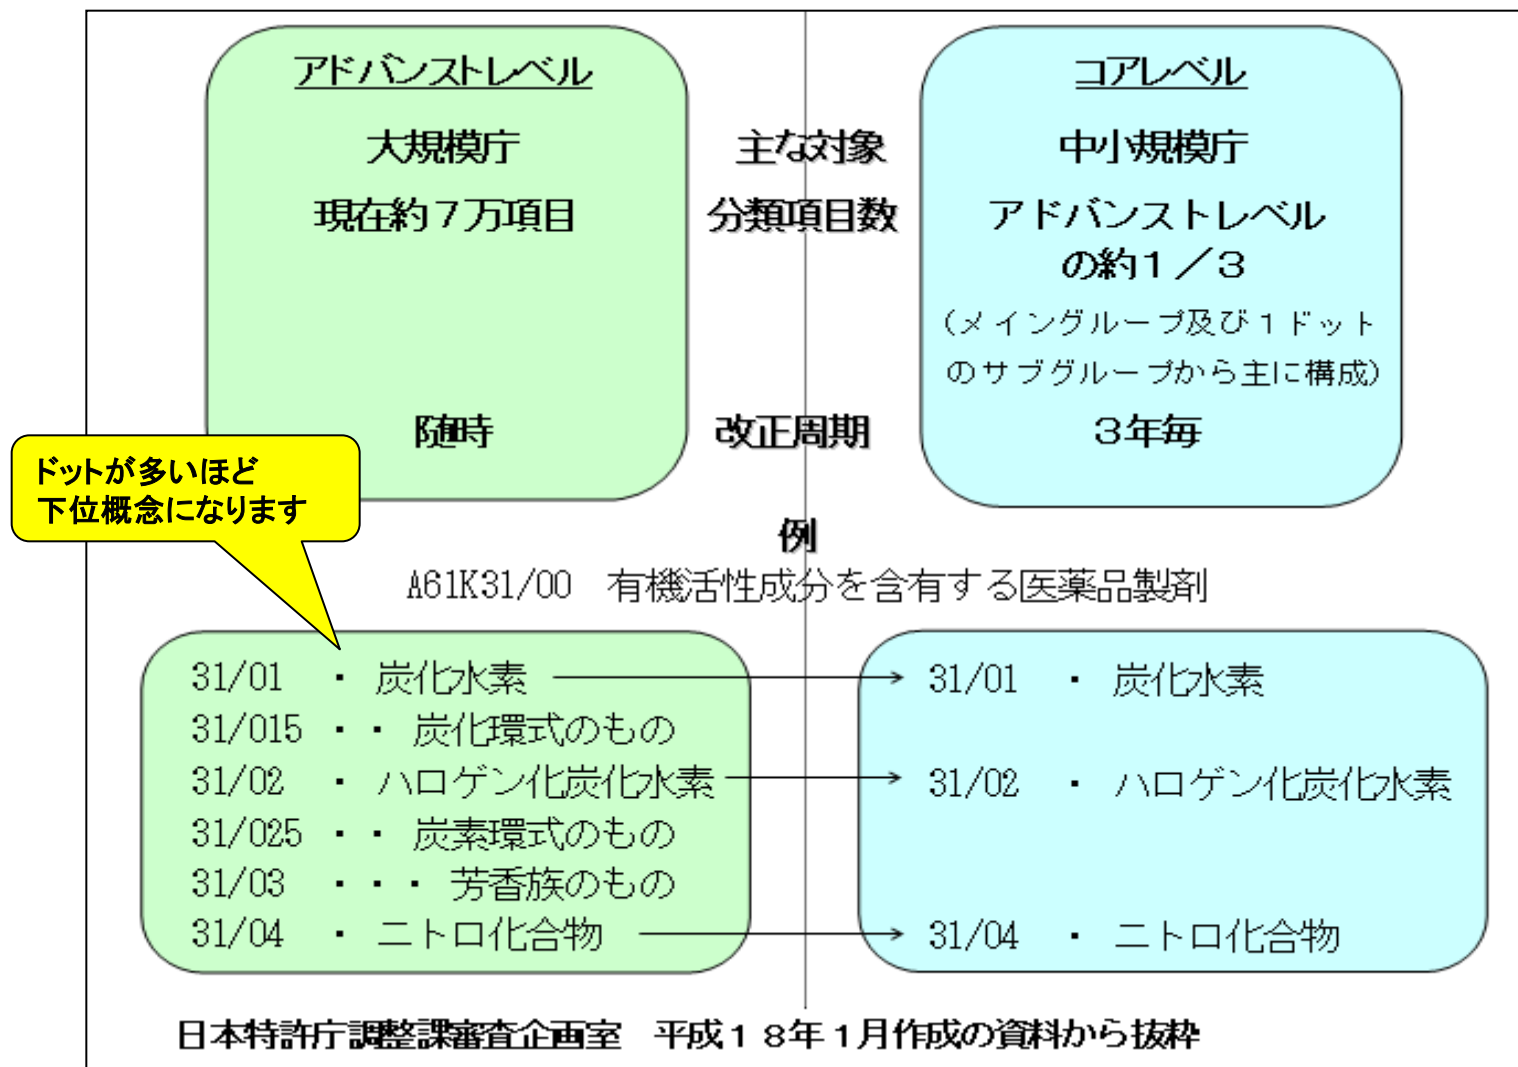 アドバンストレベル
コアレベル
大規模庁
主な対象
中小規模庁
現在約７万項目
分類項目数
アドバンストレベル
の約１／３
(メイングループ及び１ドット
のサブグループから主に構成)
随時
改正周期
３年毎
ドットが多いほど
下位概念になります
例
A61K31/00　有機活性成分を含有する医薬品製剤
31/01　・ 炭化水素
31/015 ・・ 炭化環式のもの
31/02　・ ハロゲン化炭化水素
31/025 ・・ 炭素環式のもの
31/03　・・・ 芳香族のもの
31/04　・ ニトロ化合物
31/01　・ 炭化水素
31/02　・ ハロゲン化炭化水素
31/04　・ ニトロ化合物
日本特許庁調整課審査企画室　平成１８年１月作成の資料から抜粋